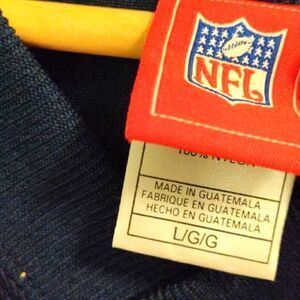 NFL
100% NYLON
MADE IN GUATEMALA
FABRIQUE EN GUATEMALA
HECHO EN GUATEMALA
L/G/G